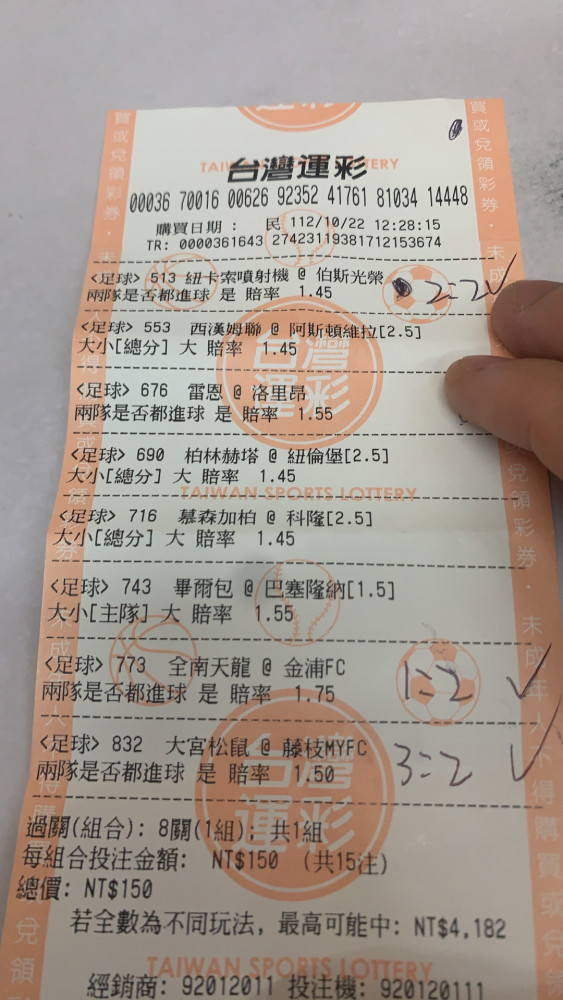 台灣運彩
TAIWAN SPORTS LOTTERY
00036 70016 00626 92352 41761 81034 14448
購買日期: 民 112/10/22 12:28:15
TR: 0000361643 27423119381712153674
<足球> 513 紐卡索噴射機 @ 伯斯光榮
兩隊是否都進球 是 賠率 1.45
2:2✓
<足球> 553 西漢姆聯 @ 阿斯頓維拉[2.5]
大小[總分] 大 賠率 1.45
<足球> 676 雷恩 @ 洛里昂
兩隊是否都進球 是 賠率 1.55
<足球> 690 柏林赫塔 @ 紐倫堡[2.5]
大小[總分] 大 賠率 1.45
TAIWAN SPORTS LOTTERY
<足球> 716 慕森加柏 @ 科隆[2.5]
大小[總分] 大 賠率 1.45
<足球> 743 畢爾包 @ 巴塞隆納[1.5]
大小[主隊] 大 賠率 1.55
<足球> 773 全南天龍 @ 金浦FC
兩隊是否都進球 是 賠率 1.75
1:2 ✓
<足球> 832 大宮松鼠 @ 藤枝MYFC
兩隊是否都進球 是 賠率 1.50
3:2 ✓
過關(組合): 8關(1組); 共1組
每組合投注金額: NT$150 (共15注)
總價: NT$150
若全數為不同玩法, 最高可能中: NT$4,182
TAIWAN SPORTS LOTTERY
經銷商: 92012011 投注機: 920120111